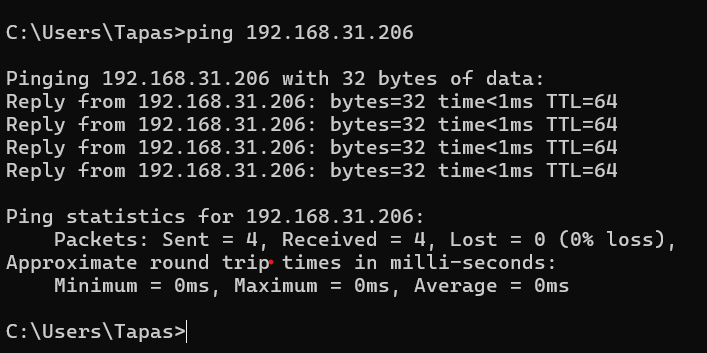 C:\Users\Tapas>ping 192.168.31.206
Pinging 192.168.31.206 with 32 bytes of data:
Reply from 192.168.31.206: bytes=32 time<1ms TTL=64
Reply from 192.168.31.206: bytes=32 time<1ms TTL=64
Reply from 192.168.31.206: bytes=32 time<1ms TTL=64
Reply from 192.168.31.206: bytes=32 time<1ms TTL=64
Ping statistics for 192.168.31.206:
    Packets: Sent = 4, Received = 4, Lost = 0 (0% loss),
Approximate round trip times in milli-seconds:
    Minimum = 0ms, Maximum = 0ms, Average = 0ms
C:\Users\Tapas>